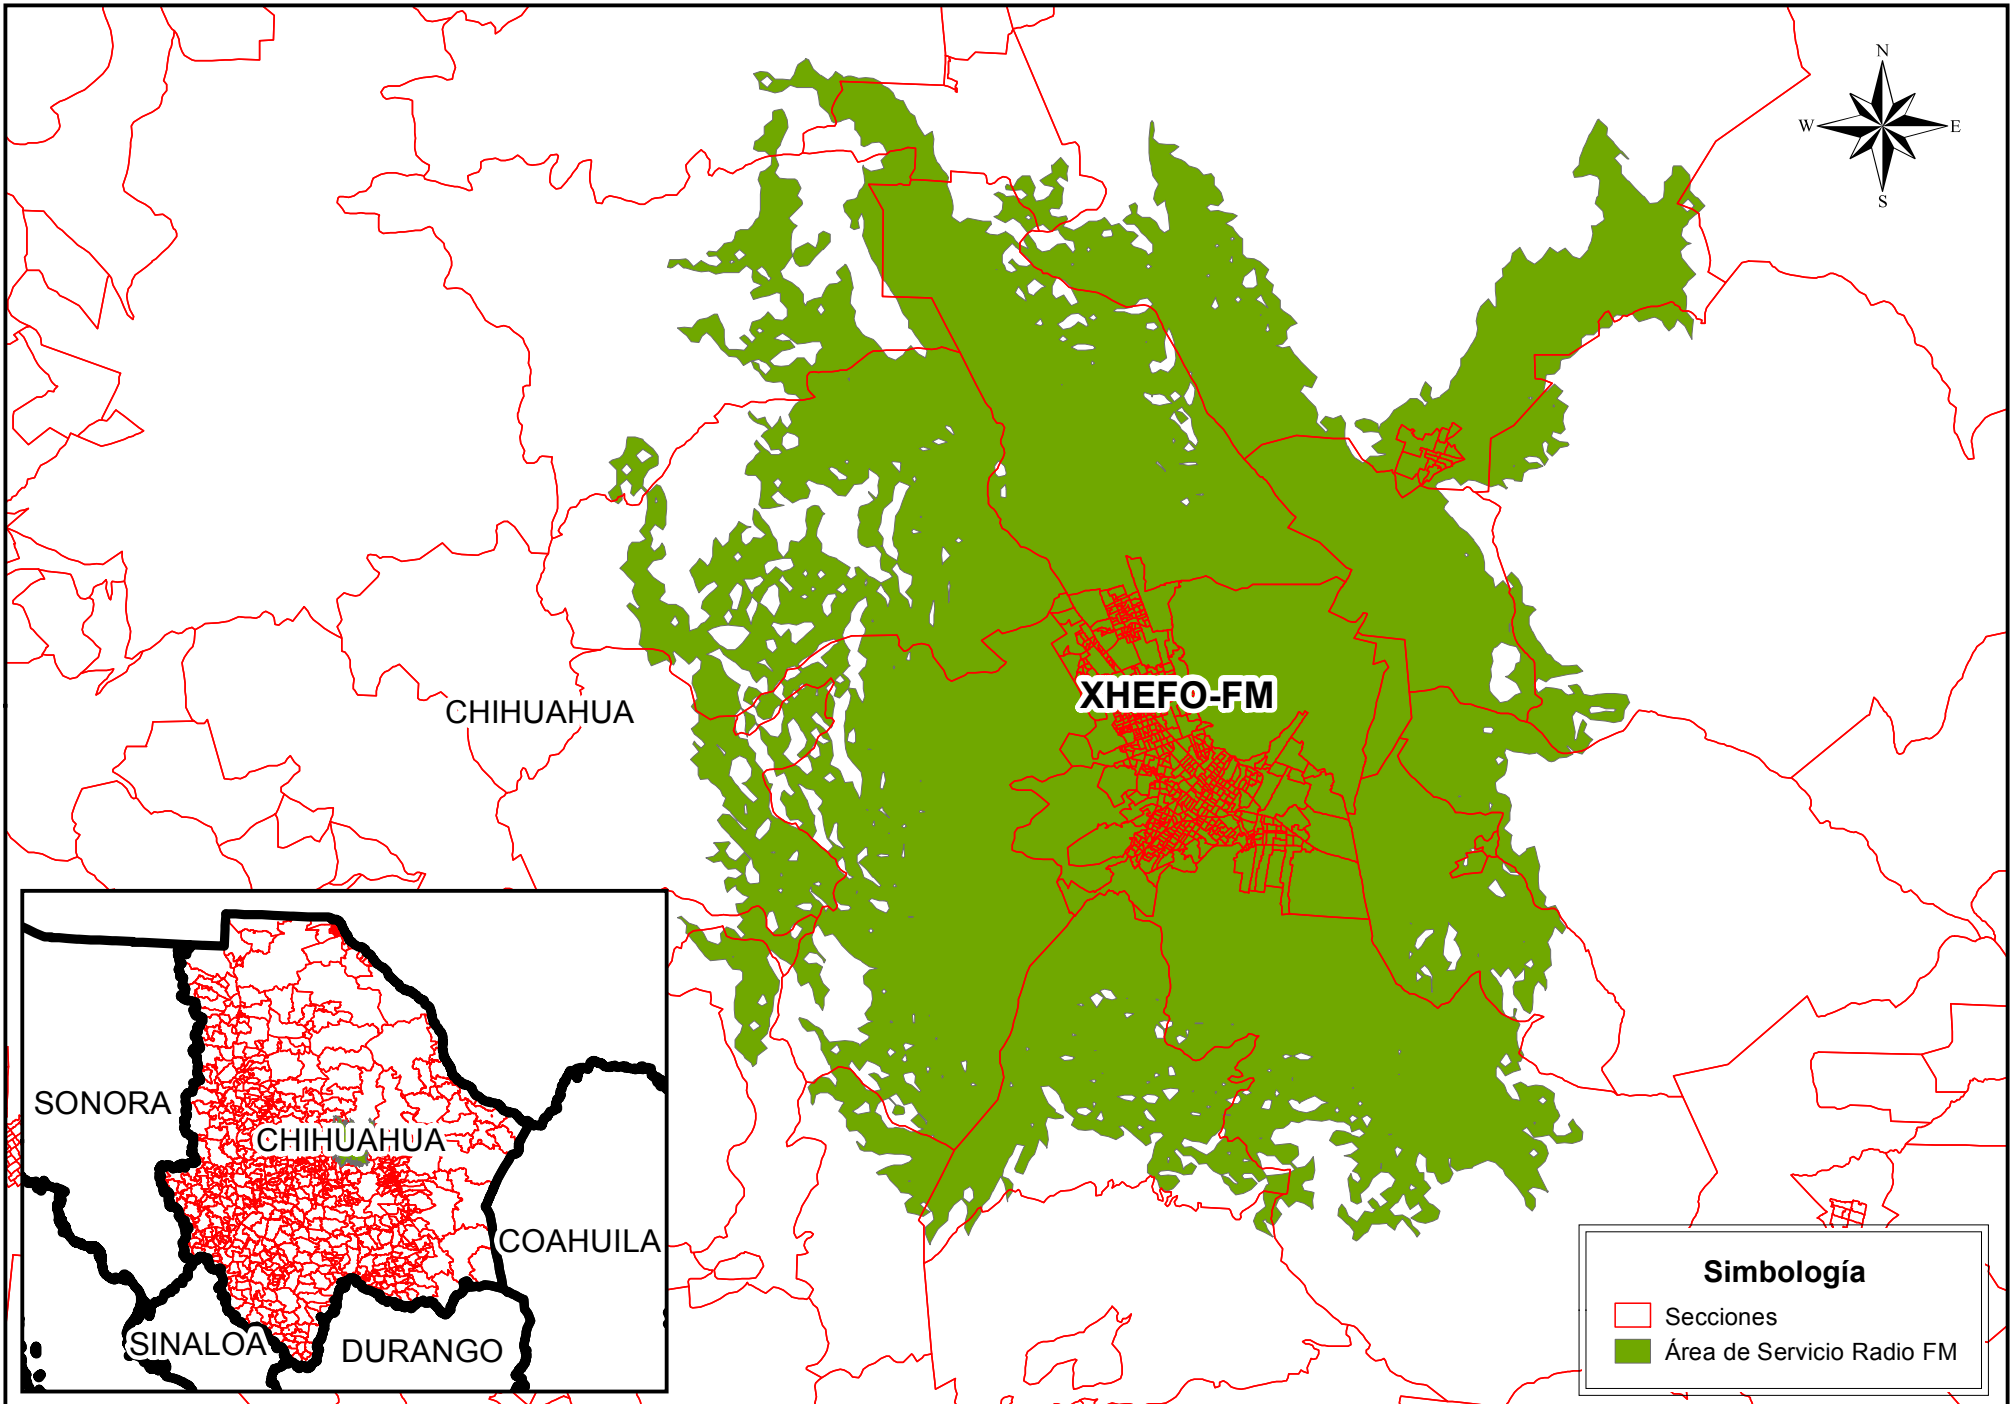 N
W E
S
XHEFO-FM
CHIHUAHUA
SONORA
CHIHUAHUA
COAHUILA
SINALOA
DURANGO
Simbología
Secciones
Área de Servicio Radio FM